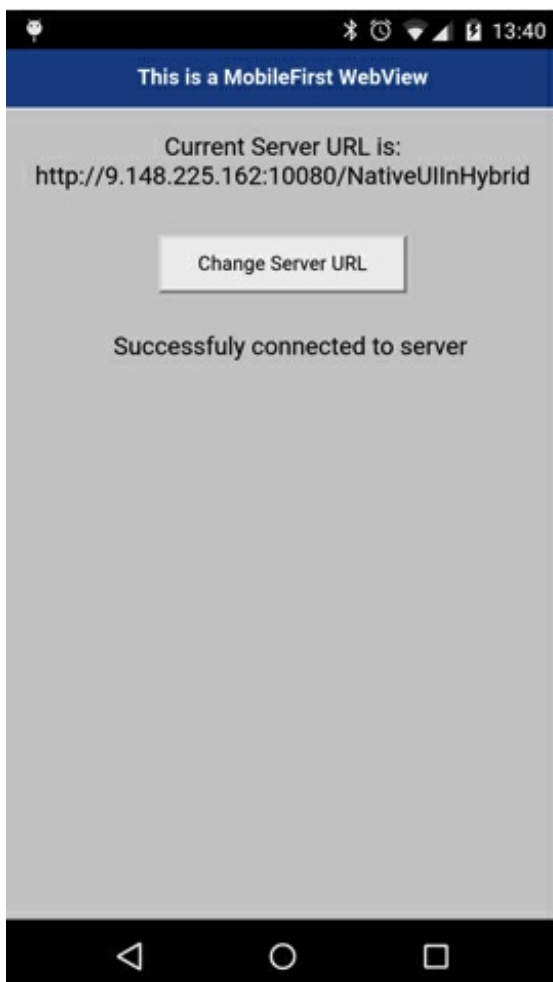 13:40
This is a MobileFirst WebView
Current Server URL is:
http://9.148.225.162:10080/NativeUIInHybrid
Change Server URL
Successfuly connected to server